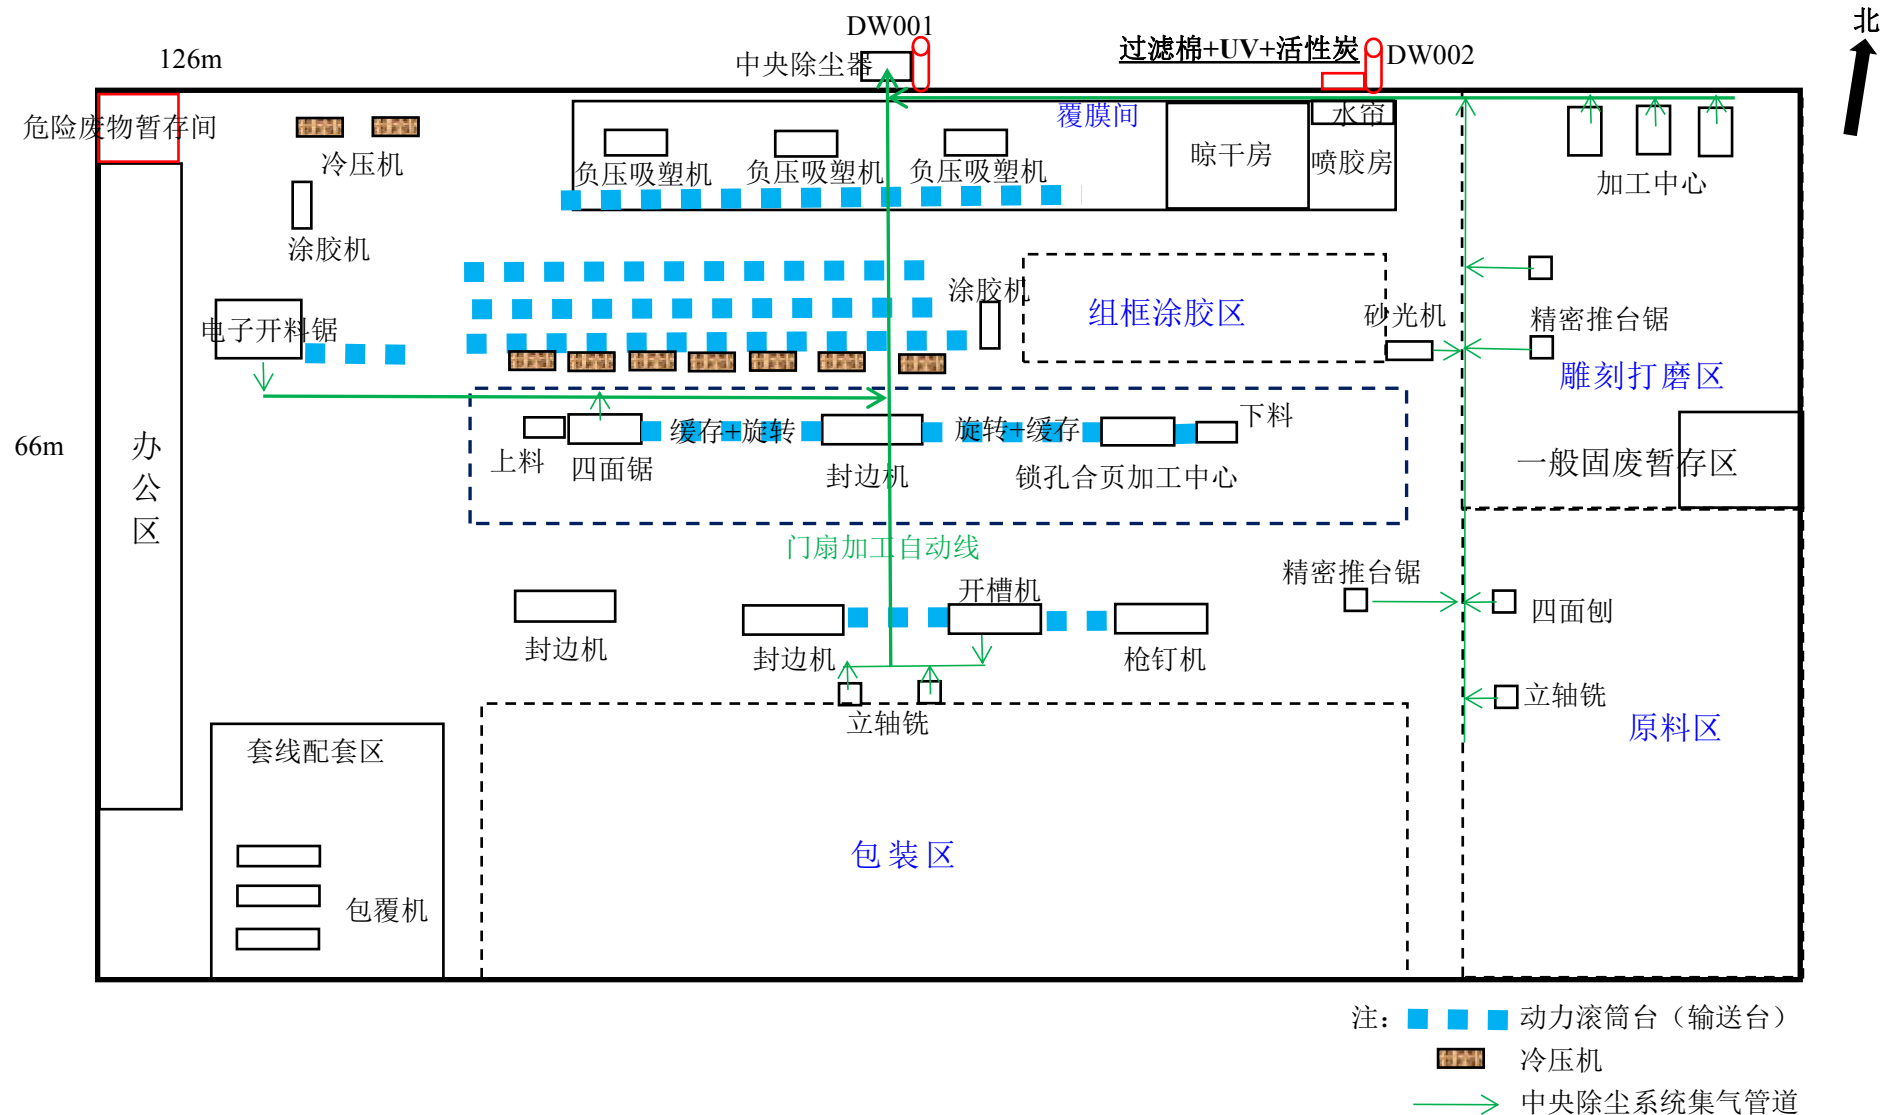 北
DW001
126m
中央除尘器
过滤棉+UV+活性炭
DW002
危险废物暂存间
冷压机
覆膜间
水帘
负压吸塑机
负压吸塑机
负压吸塑机
晾干房
喷胶房
加工中心
涂胶机
涂胶机
组框涂胶区
砂光机
精密推台锯
电子开料锯
雕刻打磨区
66m
办
公
区
上料
四面锯
缓存+旋转
封边机
旋转+缓存
锁孔合页加工中心
下料
一般固废暂存区
门扇加工自动线
开槽机
精密推台锯
四面刨
封边机
封边机
枪钉机
立轴铣
立轴铣
原料区
套线配套区
包装区
包覆机
注：
动力滚筒台（输送台）
冷压机
中央除尘系统集气管道